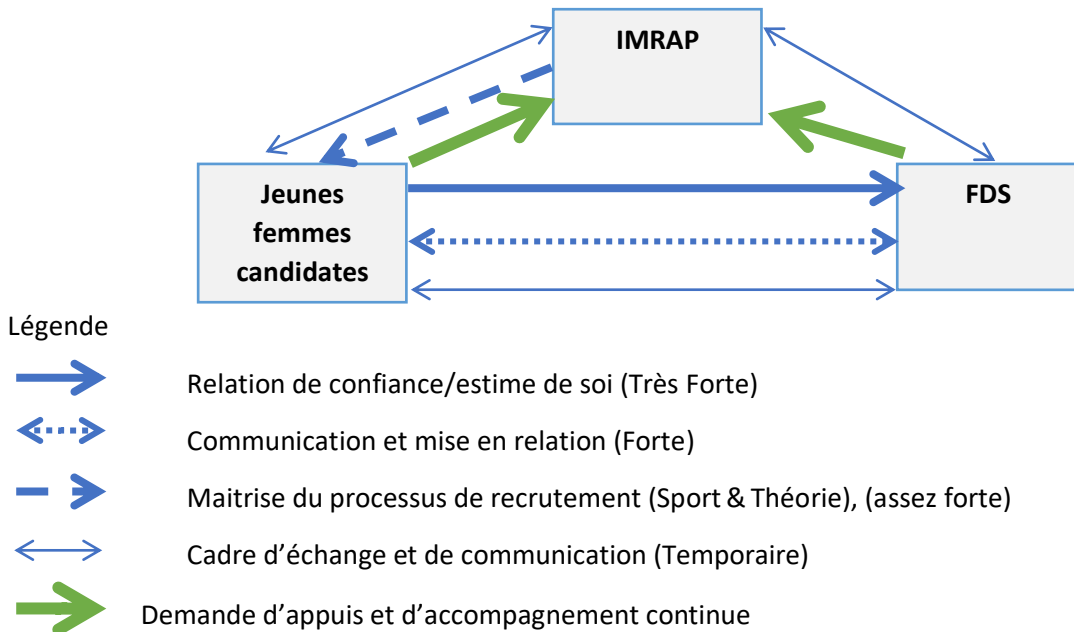 IMRAP
Jeunes
femmes
candidates
FDS
Légende
Relation de confiance/estime de soi (Très Forte)
Communication et mise en relation (Forte)
Maitrise du processus de recrutement (Sport & Théorie), (assez forte)
Cadre d’échange et de communication (Temporaire)
Demande d’appuis et d’accompagnement continue